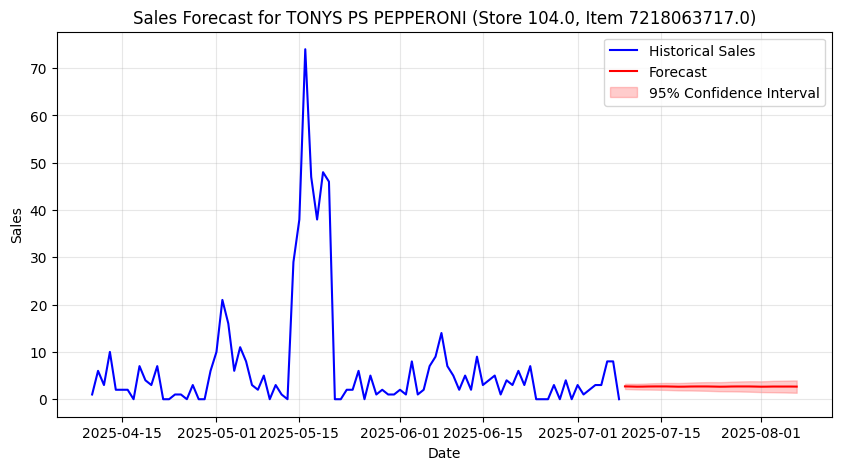 Sales Forecast for TONYS PS PEPPERONI (Store 104.0, Item 7218063717.0)
Historical Sales
Forecast
95% Confidence Interval
Sales
70
60
50
40
30
20
10
0
2025-04-15 2025-05-01 2025-05-15 2025-06-01 2025-06-15 2025-07-01 2025-07-15 2025-08-01
Date